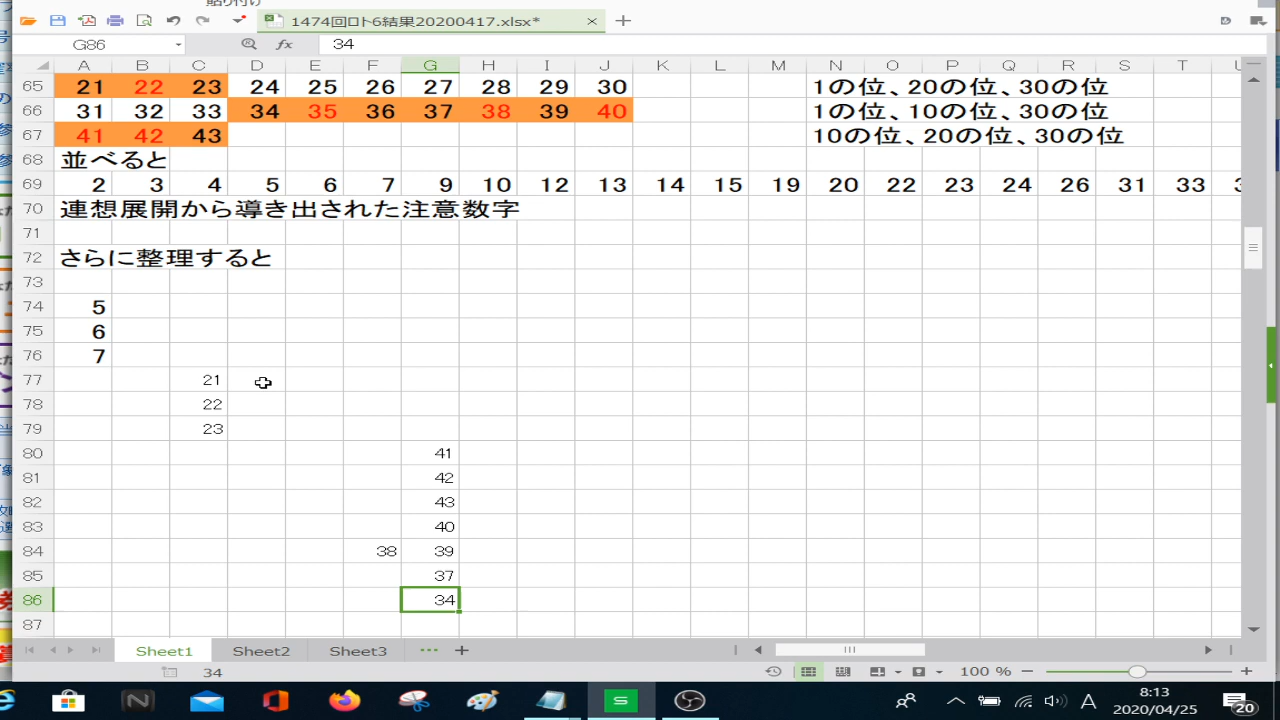 1474回ロト6結果20200417.xlsx*
G86 fx 34
A B C D E F G H I J K L M N O P Q R S T U
65 21 22 23 24 25 26 27 28 29 30 1の位、20の位、30の位
66 31 32 33 34 35 36 37 38 39 40 1の位、10の位、30の位
67 41 42 43 10の位、20の位、30の位
68 並べると
69 2 3 4 5 6 7 9 10 12 13 14 15 19 20 22 23 24 26 31 33
70 連想展開から導き出された注意数字
71
72 さらに整理すると
73
74 5
75 6
76 7
77 21
78 22
79 23
80 41
81 42
82 43
83 40
84 38 39
85 37
86 34
87
Sheet1 Sheet2 Sheet3 ••• +
34 100 %
A 8:13
2020/04/25 20